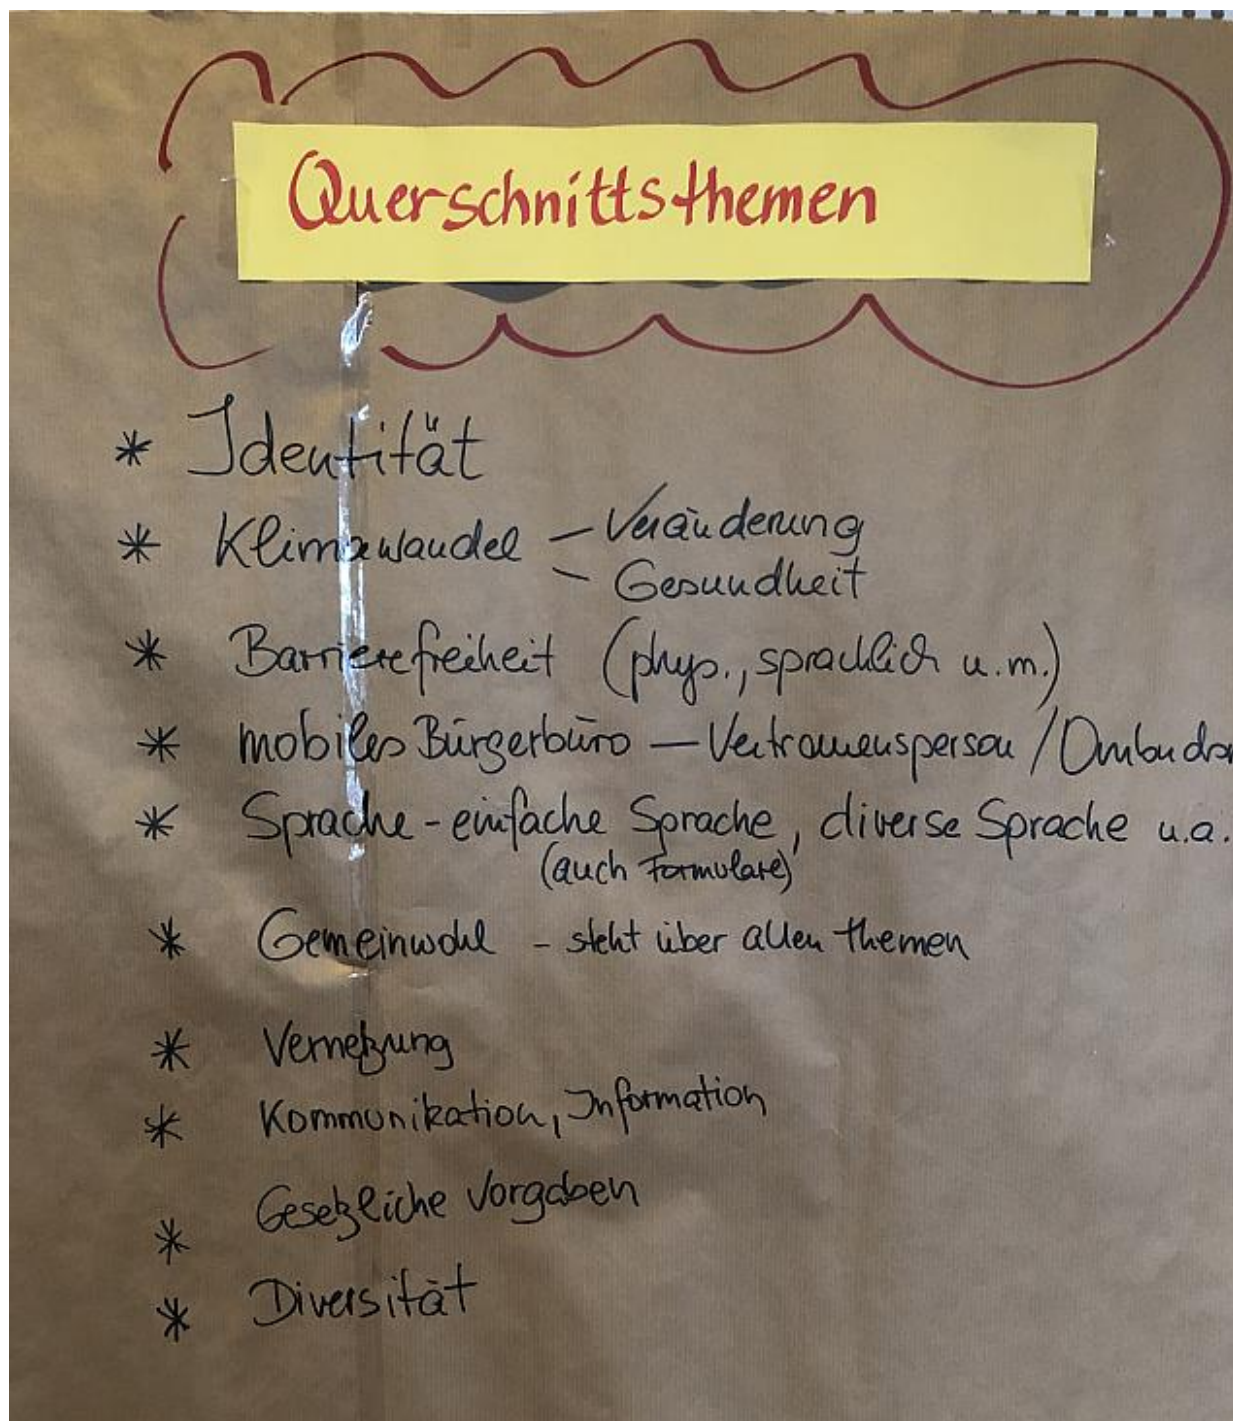 Querschnittsthemen
* Identität
* Klimawandel – Veränderung
– Gesundheit
* Barrierefreiheit (phys., sprachlich u.m.)
* mobiles Bürgerbüro — Vertrauensperson / Ombuds
* Sprache - einfache Sprache, diverse Sprache u.a.
(auch Formulare)
* Gemeinwohl - steht über allen Themen
* Vernetzung
* Kommunikation, Information
* Gesetzliche Vorgaben
* Diversität